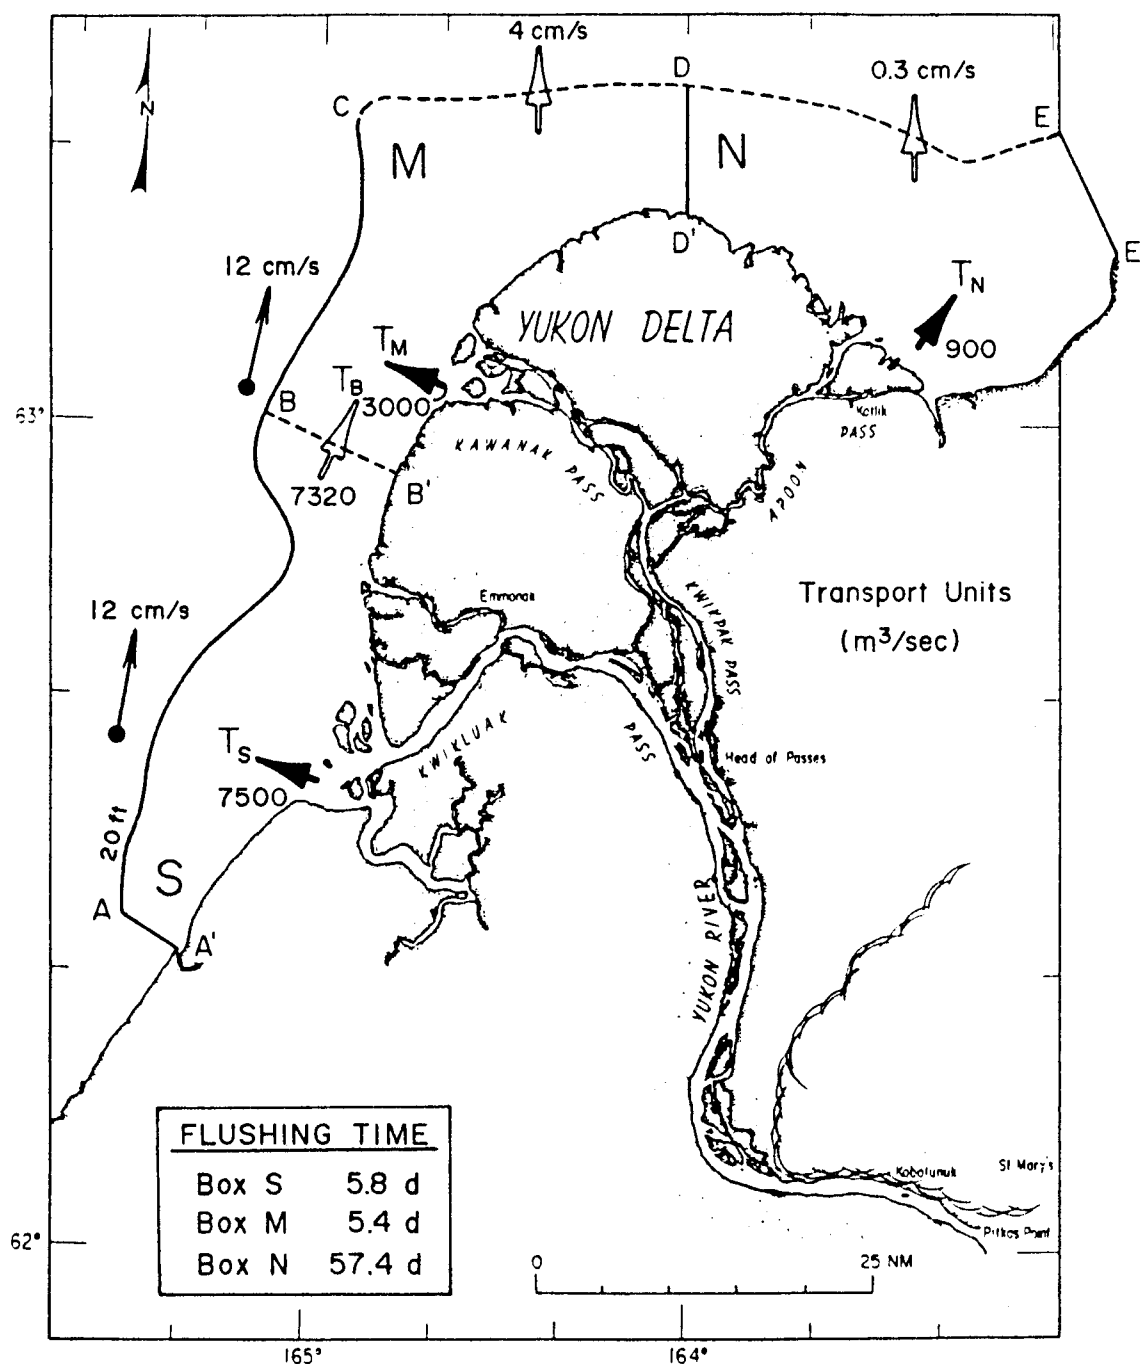 4 cm/s
D
0.3 cm/s
C
E
N
M
N
D'
E
12 cm/s
T_N
YUKON DELTA
T_M
900
T_B
B
3000
63°
Kotlik
PASS
KAWANAK PASS
B'
7320
APOON
Emmonak
KWIKPAK PASS
Transport Units
(m³/sec)
12 cm/s
KWIKLUAK PASS
T_S
Head of Passes
7500
20 ft
S
A
YUKON RIVER
A'
FLUSHING TIME
Box S 5.8 d
Box M 5.4 d
Box N 57.4 d
St Mary's
Pitkas Point
62°
0 25 NM
165° 164°